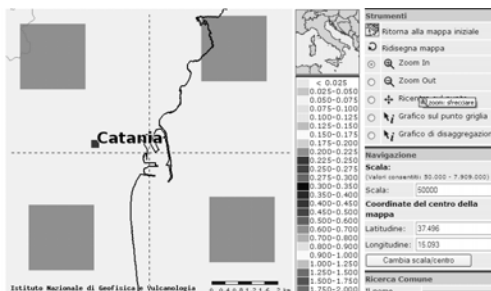 Catania
Istituto Nazionale di Geofisica e Vulcanologia
< 0.025
0.025-0.050
0.050-0.075
0.075-0.100
0.100-0.125
0.125-0.150
0.150-0.175
0.175-0.200
0.200-0.225
0.225-0.250
0.250-0.275
0.275-0.300
0.300-0.350
0.350-0.400
0.400-0.450
0.450-0.500
0.500-0.600
0.600-0.700
0.700-0.800
0.800-0.900
0.900-1.000
1.000-1.250
1.250-1.500
1.500-1.750
1.750-2.000
Strumenti
Ritorna alla mappa iniziale
Ridisegna mappa
Zoom In
Zoom Out
Grafico sul punto griglia
Grafico di disaggregazion
Navigazione
Scala:
(Valori consentiti: 50.000 - 7.909.000)
Scala: 50000
Coordinate del centro della
mappa
Latitudine: 37.496
Longitudine: 15.093
Cambia scala/centro
Ricerca Comune